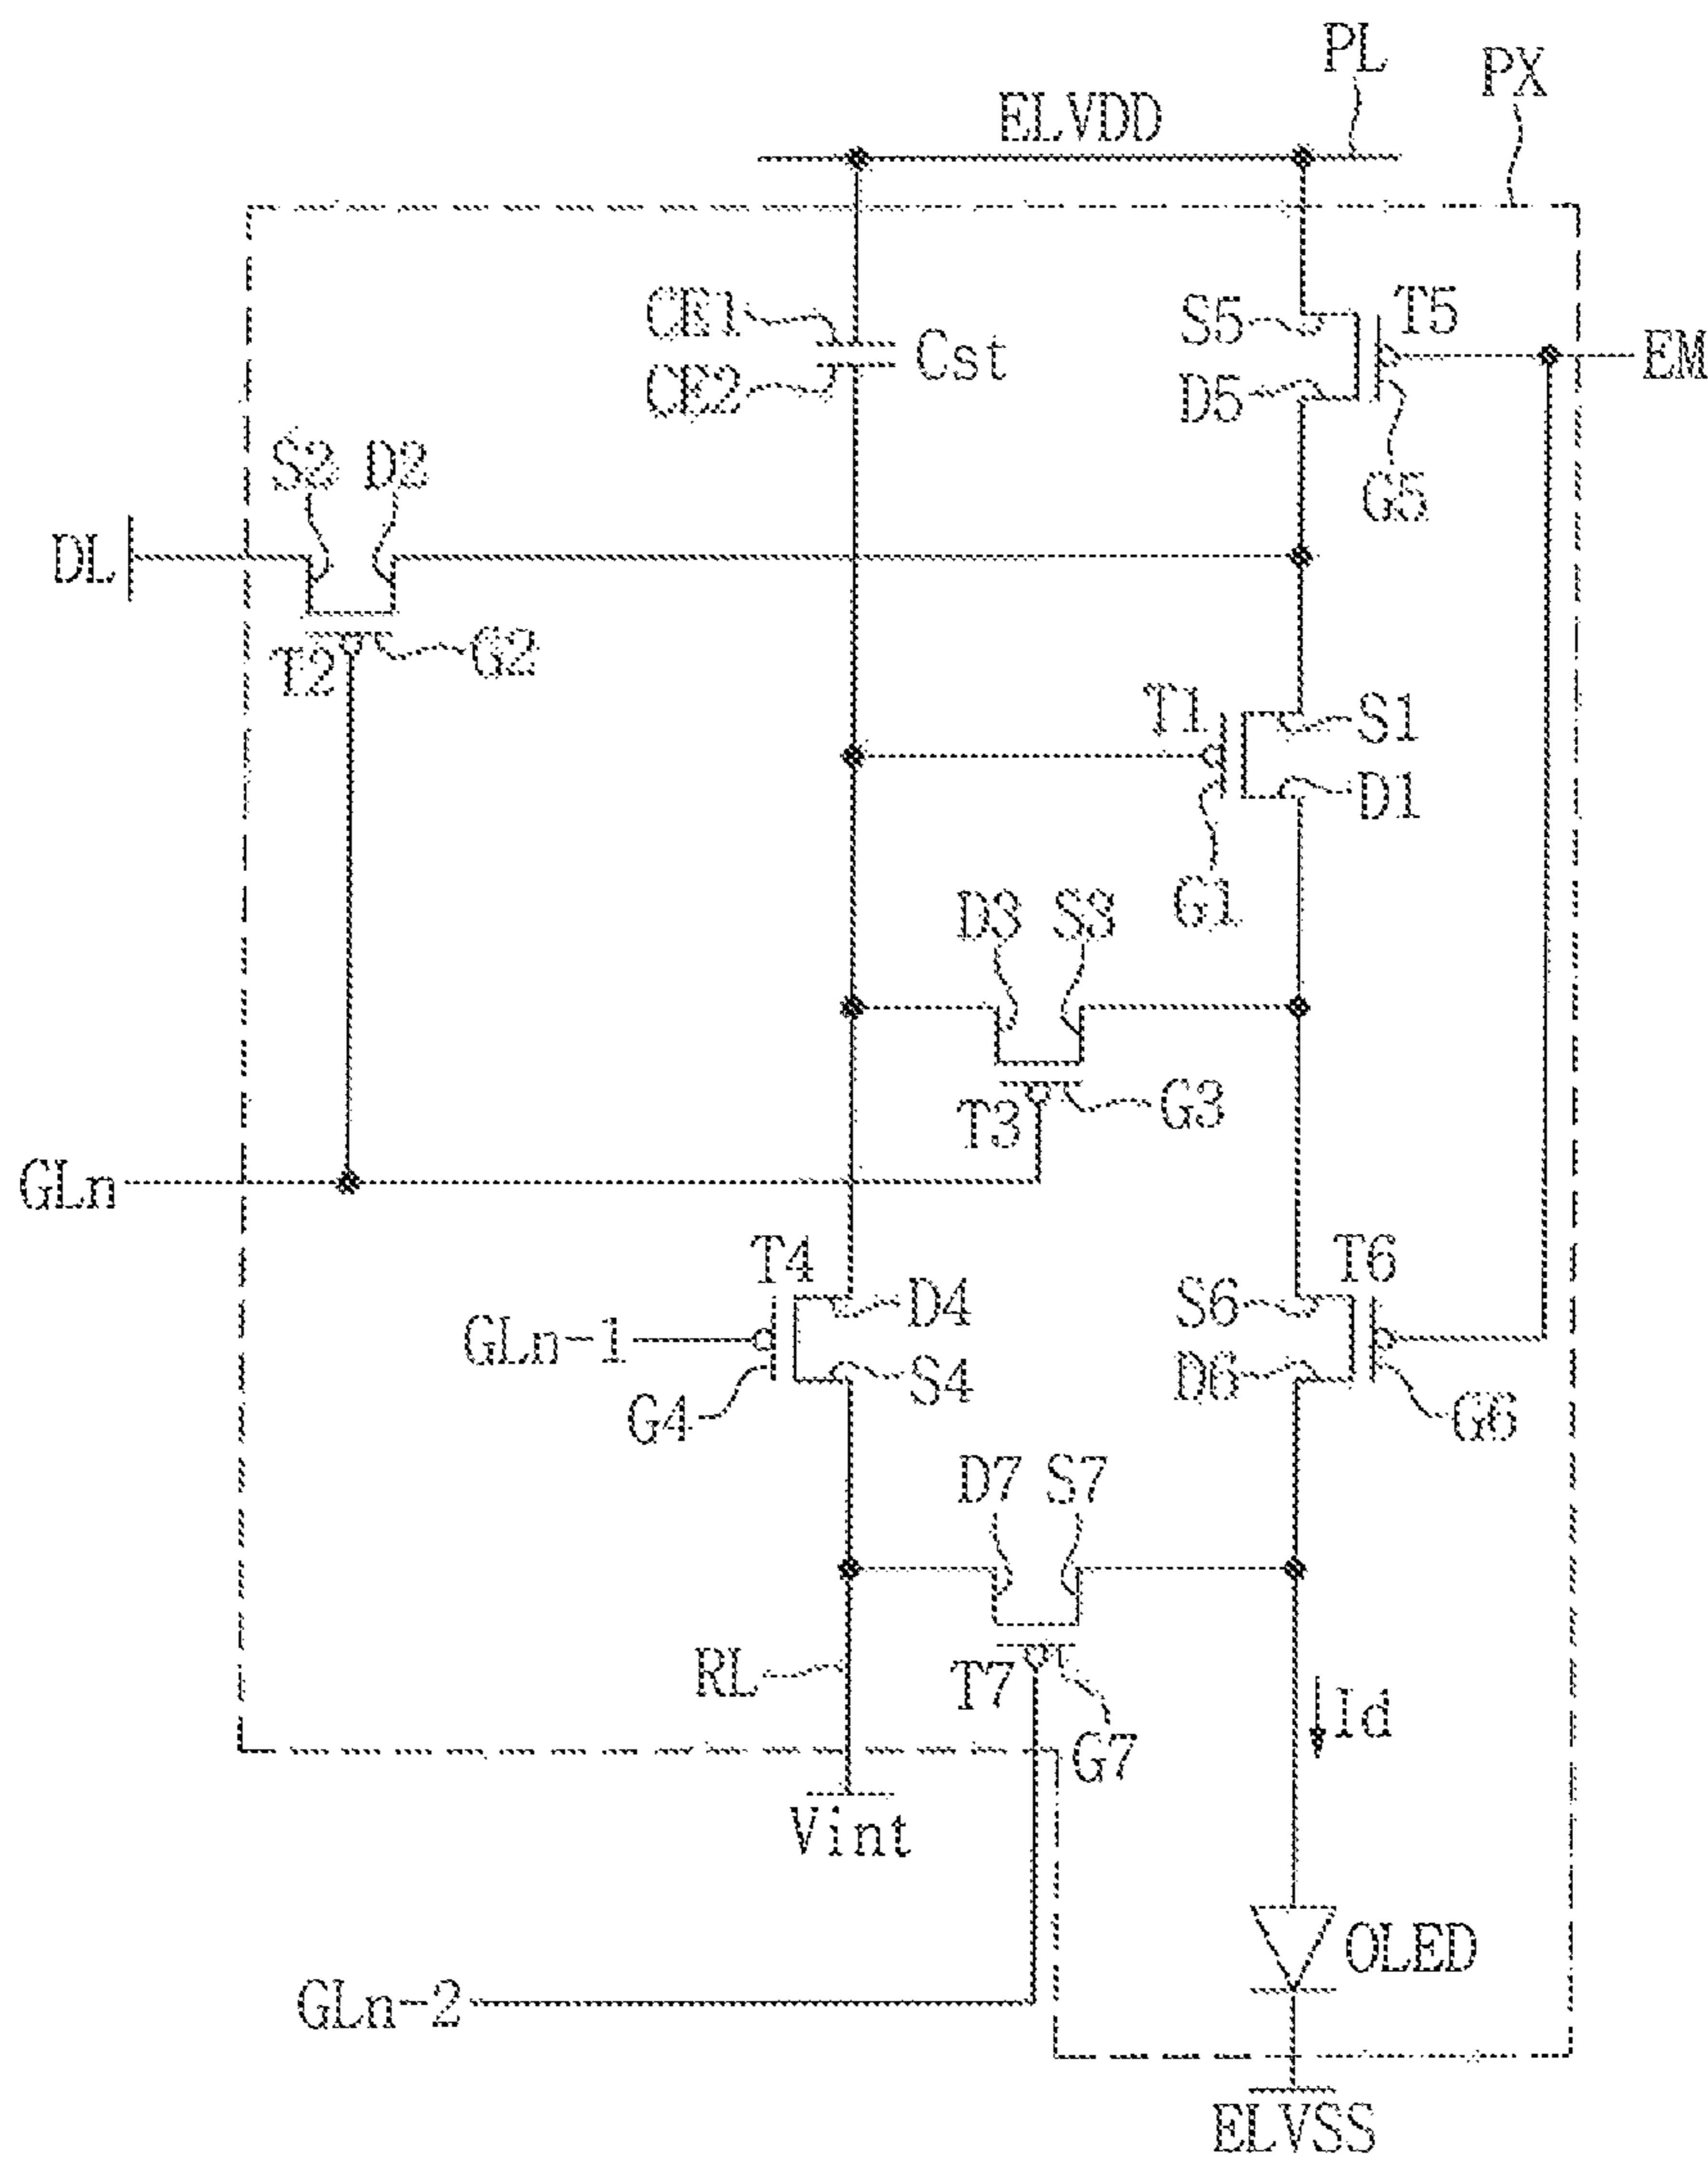 PL
PX
ELVDD
CE1
Cst
CE2
S5
T5
D5
EM
G5
S2 D2
DL
T2
G2
T1
S1
D1
G1
D3 S3
T3
G3
GLn
T4
D4
GLn-1
S4
G4
T6
S6
D6
G6
D7 S7
RL
T7
G7
Id
Vint
OLED
GLn-2
ELVSS